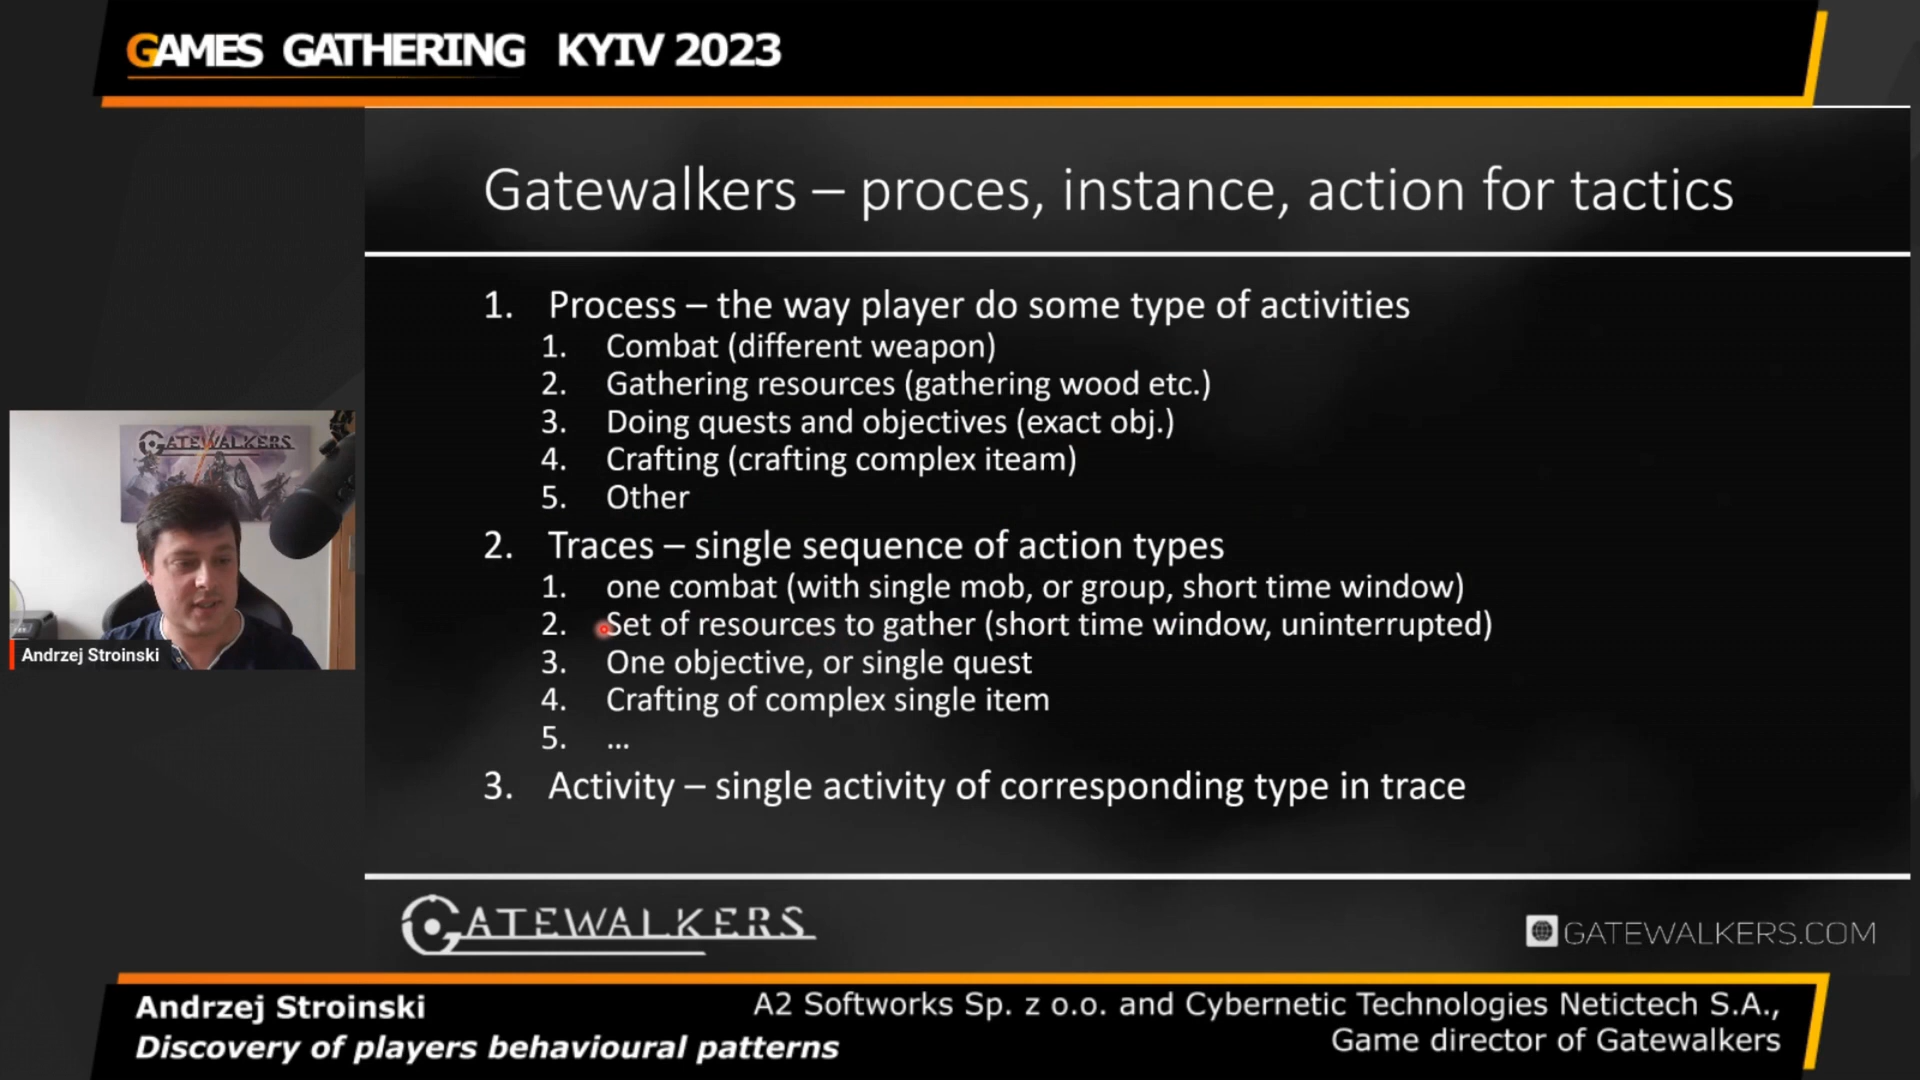 GAMES GATHERING KYIV 2023
Gatewalkers – proces, instance, action for tactics
1. Process – the way player do some type of activities
1. Combat (different weapon)
2. Gathering resources (gathering wood etc.)
3. Doing quests and objectives (exact obj.)
4. Crafting (crafting complex iteam)
5. Other
2. Traces – single sequence of action types
1. one combat (with single mob, or group, short time window)
2. Set of resources to gather (short time window, uninterrupted)
3. One objective, or single quest
4. Crafting of complex single item
5. ...
3. Activity – single activity of corresponding type in trace
GATEWALKERS
Andrzej Stroinski
GATEWALKERS
GATEWALKERS.COM
Andrzej Stroinski
Discovery of players behavioural patterns
A2 Softworks Sp. z o.o. and Cybernetic Technologies Netictech S.A.,
Game director of Gatewalkers